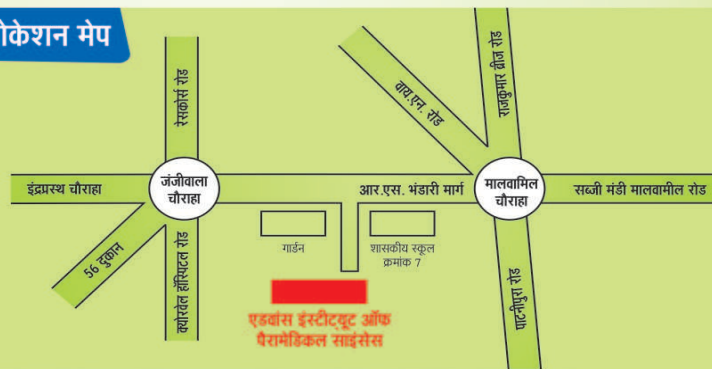 लोकेशन मेप
रेसकोर्स रोड
वाय.एन. रोड
राजकुमार ब्रीज रोड
इंद्रप्रस्थ चौराहा
जंजीवाला
चौराहा
आर.एस. भंडारी मार्ग
मालवामिल
चौराहा
सब्जी मंडी मालवामील रोड
56 दुकान
क्योरवेल हॉस्पिटल रोड
गार्डन
शासकीय स्कूल
क्रमांक 7
पाटनीपुरा रोड
एडवांस इंस्टीट्यूट ऑफ
पैरामेडिकल साइंसेस